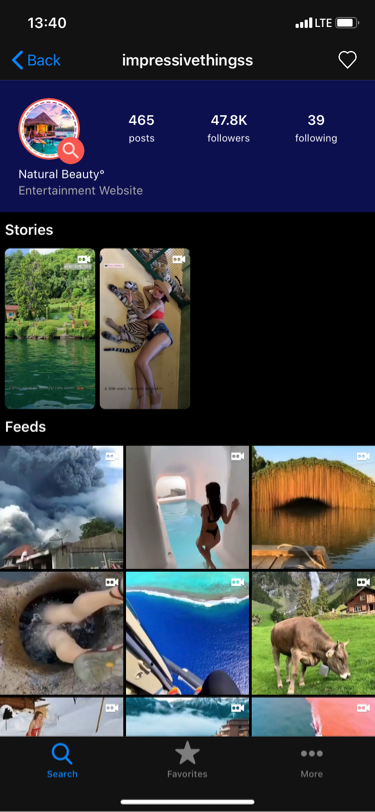 13:40
LTE
Back
impressivethingss
465
posts
47.8K
followers
39
following
Natural Beauty°
Entertainment Website
Stories
Feeds
Search
Favorites
More